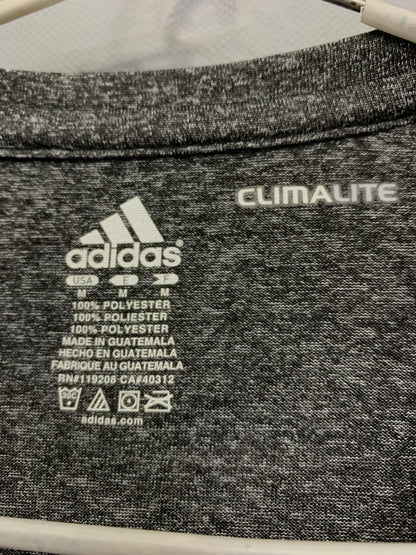 CLIMALITE
adidas®
USA E F
M M M
100% POLYESTER
100% POLIESTER
100% POLYESTER
MADE IN GUATEMALA
HECHO EN GUATEMALA
FABRIQUE AU GUATEMALA
RN#119208 CA#40312
30C
adidas.com